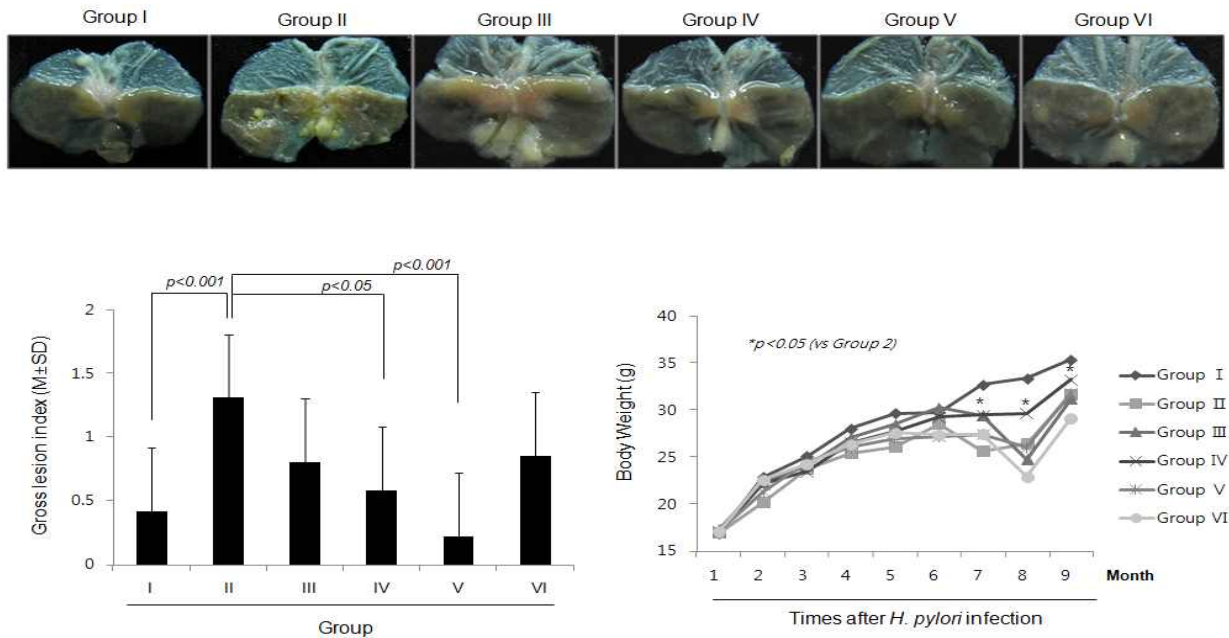 Group I Group II Group III Group IV Group V Group VI
p<0.001
p<0.001
p<0.05
2
1.5
1
0.5
0
Gross lesion index (M±SD)
I II III IV V VI
Group
40
35
30
25
20
15
Body Weight (g)
*p<0.05 (vs Group 2)
* * *
Group I
Group II
Group III
Group IV
Group V
Group VI
1 2 3 4 5 6 7 8 9 Month
Times after H. pylori infection